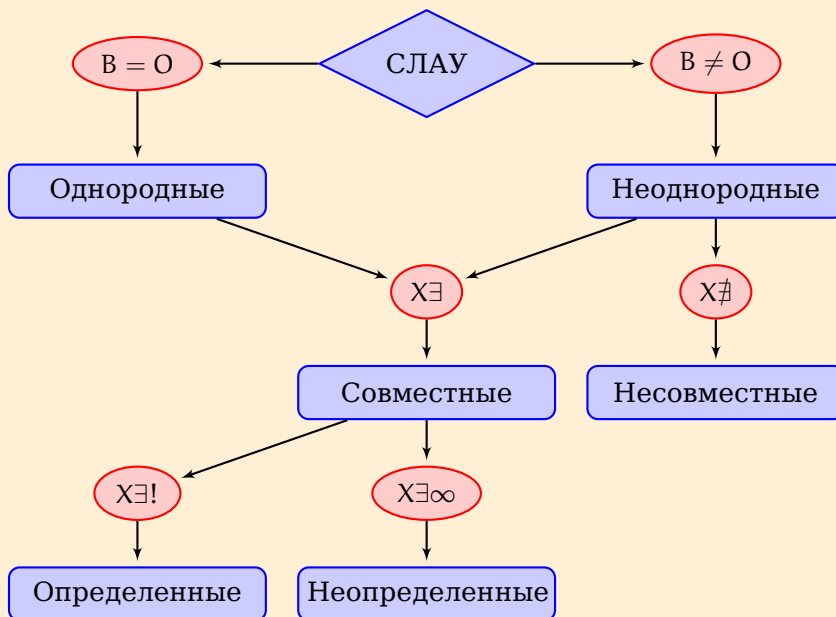 B = O
СЛАУ
B ≠ O
Однородные
Неоднородные
X∃
X∄
Совместные
Несовместные
X∃!
X∃∞
Определенные
Неопределенные